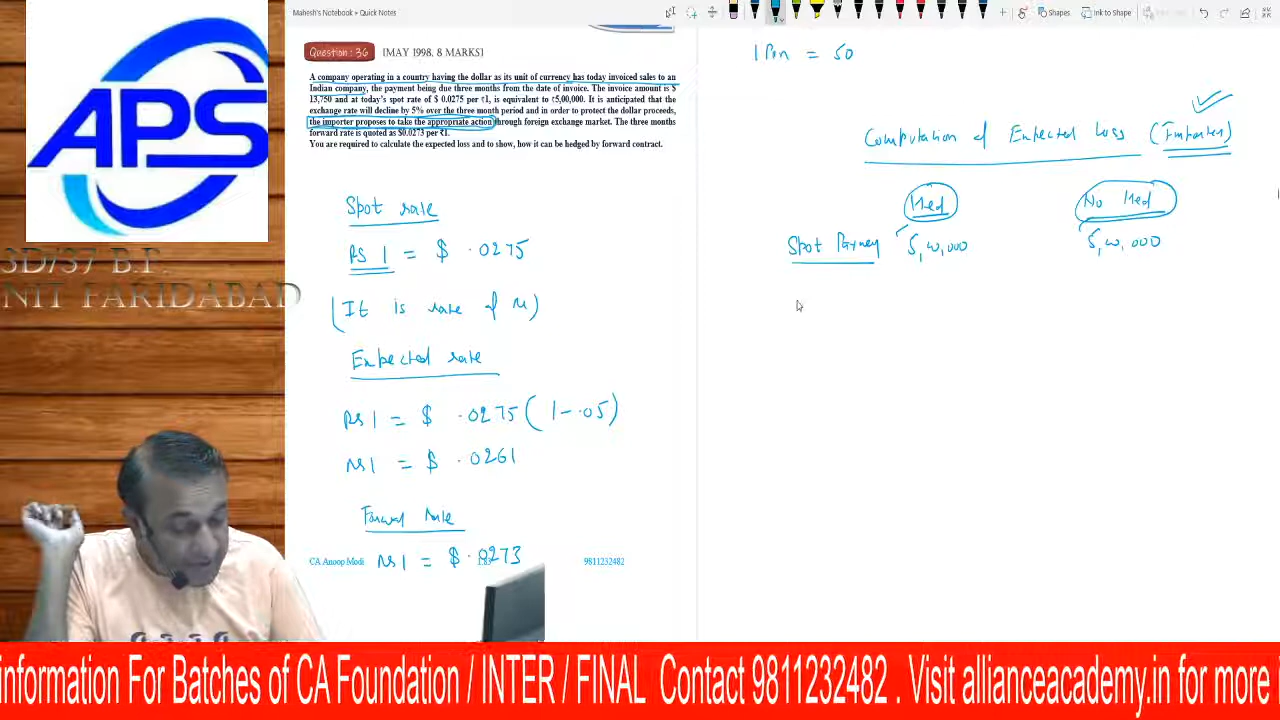 Mahesh's Notebook » Quick Notes
Shapes
Ink to Shape
APS
3D/37 B.P.
NIT FARIDABAD
Question : 36 [MAY 1998, 8 MARKS]
A company operating in a country having the dollar as its unit of currency has today invoiced sales to an
Indian company, the payment being due three months from the date of invoice. The invoice amount is $
13,750 and at today's spot rate of $ 0.0275 per ₹1, is equivalent to ₹5,00,000. It is anticipated that the
exchange rate will decline by 5% over the three month period and in order to protect the dollar proceeds,
the importer proposes to take the appropriate action through foreign exchange market. The three months
forward rate is quoted as $0.0273 per ₹1.
You are required to calculate the expected loss and to show, how it can be hedged by forward contract.
Spot rate
RS 1 = $ .0275
(It is rate of )
Expected rate
RS 1 = $ .0275 (1-.05)
RS 1 = $ .0261
Forward rate
RS 1 = $ .0273
CA Anoop Modi 1.83 9811232482
= 50
Computation of Expected Loss (Importer)
Hed No Hed
Spot 5,00,000 5,00,000
information For Batches of CA Foundation / INTER / FINAL Contact 9811232482 . Visit allianceacademy.in for more i